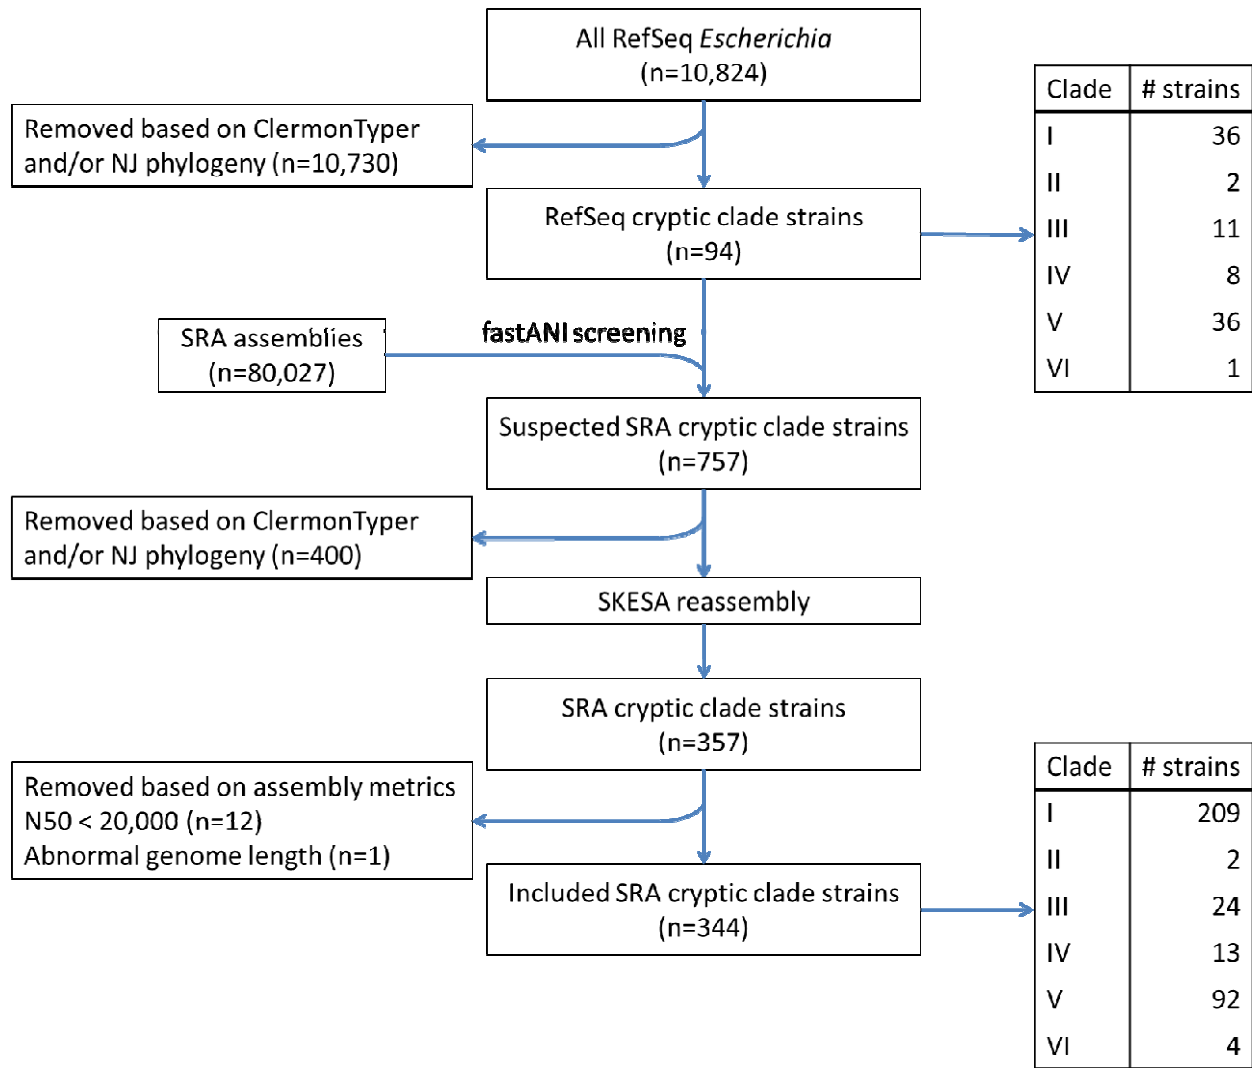 All RefSeq Escherichia
(n=10,824)
Removed based on ClermonTyper
and/or NJ phylogeny (n=10,730)
RefSeq cryptic clade strains
(n=94)
Clade # strains
I 36
II 2
III 11
IV 8
V 36
VI 1
SRA assemblies
(n=80,027)
fastANI screening
Suspected SRA cryptic clade strains
(n=757)
Removed based on ClermonTyper
and/or NJ phylogeny (n=400)
SKESA reassembly
SRA cryptic clade strains
(n=357)
Removed based on assembly metrics
N50 < 20,000 (n=12)
Abnormal genome length (n=1)
Included SRA cryptic clade strains
(n=344)
Clade # strains
I 209
II 2
III 24
IV 13
V 92
VI 4